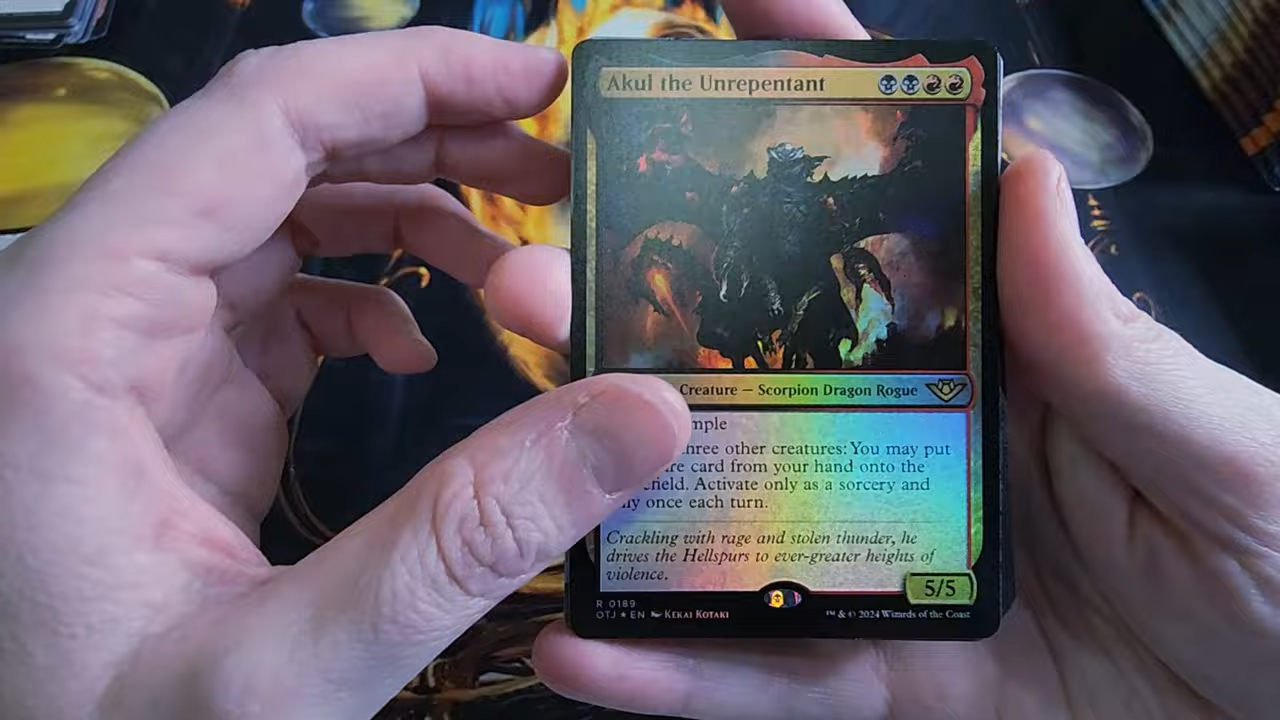 Akul the Unrepentant
Creature — Scorpion Dragon Rogue
mple
three other creatures: You may put
re card from your hand onto the
field. Activate only as a sorcery and
ly once each turn.
Crackling with rage and stolen thunder, he
drives the Hellspurs to ever-greater heights of
violence.
5/5
R 0189
OTJ ★ EN KEKAI KOTAKI
™ & © 2024 Wizards of the Coast